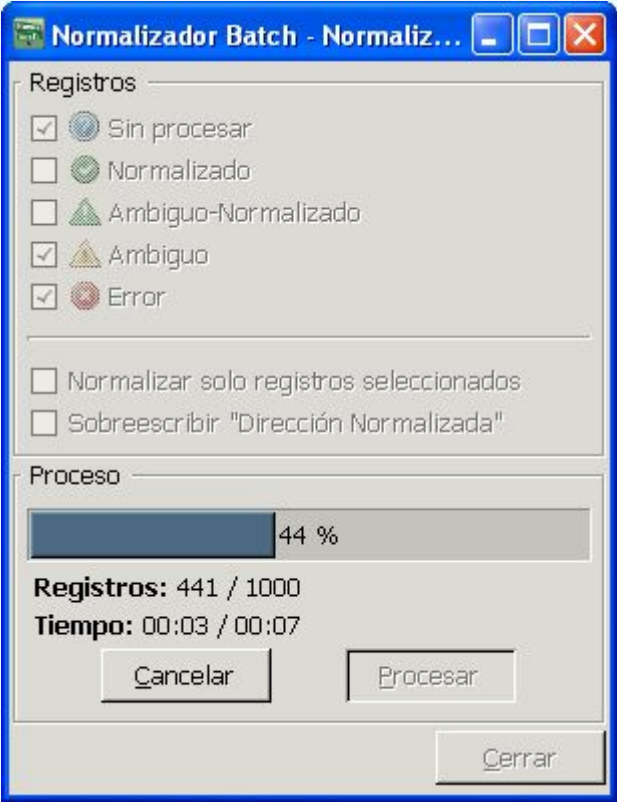 Normalizador Batch - Normaliz...
Registros
Sin procesar
Normalizado
Ambiguo-Normalizado
Ambiguo
Error
Normalizar solo registros seleccionados
Sobreescribir "Dirección Normalizada"
Proceso
44 %
Registros: 441 / 1000
Tiempo: 00:03 / 00:07
Cancelar Procesar
Cerrar